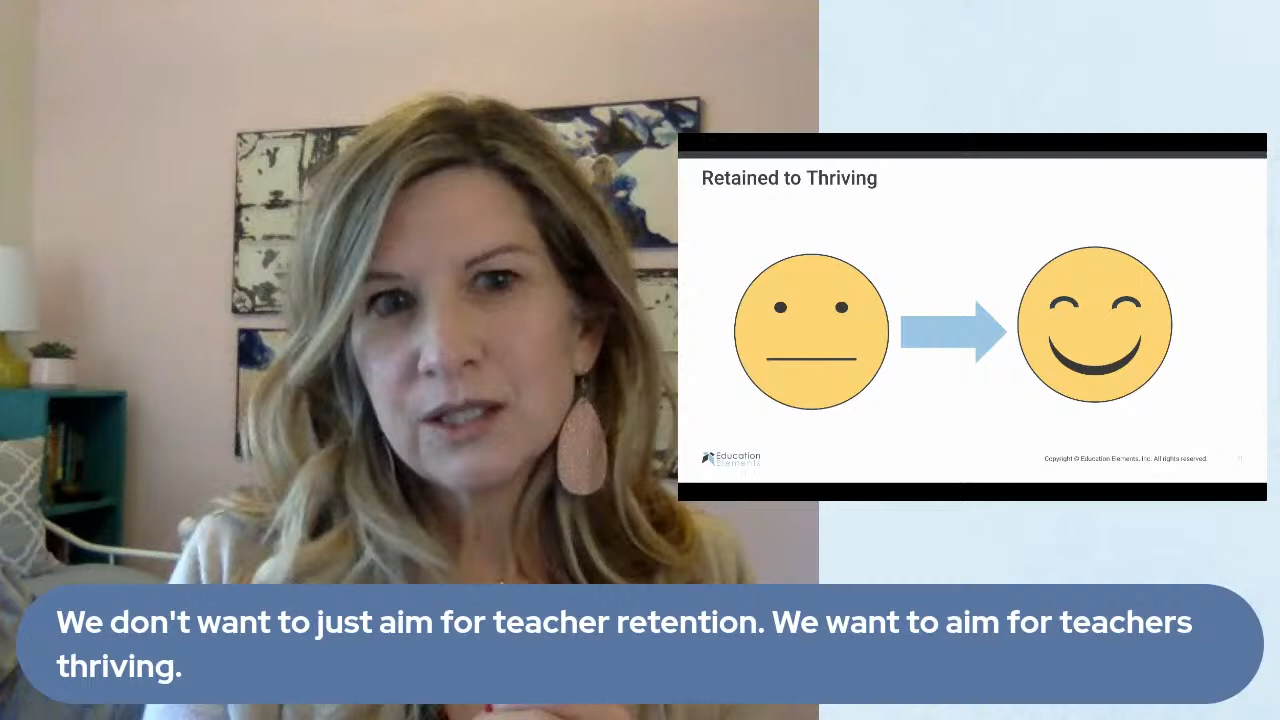 Retained to Thriving
Education
Elements
Copyright © Education Elements, Inc. All rights reserved.
We don't want to just aim for teacher retention. We want to aim for teachers
thriving.